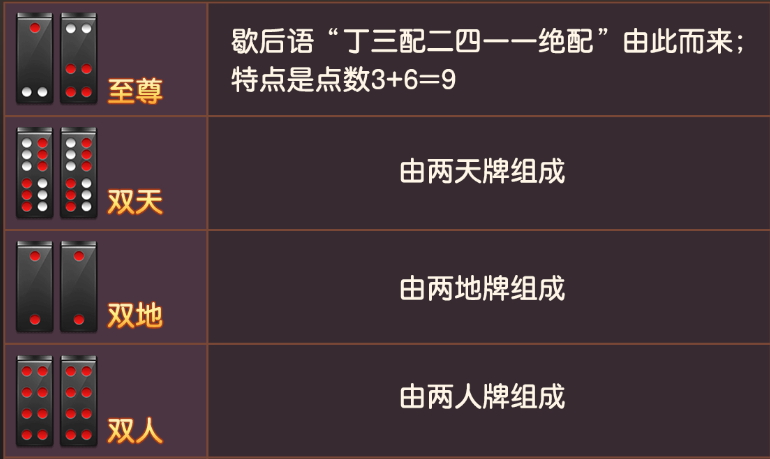 至尊
歇后语“丁三配二四一一绝配”由此而来；
特点是点数3+6=9
双天
由两天牌组成
双地
由两地牌组成
双人
由两人牌组成